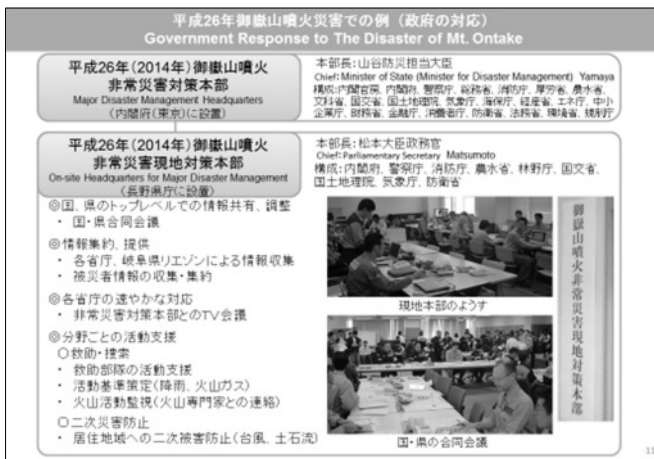 平成26年御嶽山噴火災害での例（政府の対応）
Government Response to The Disaster of Mt. Ontake
平成26年（2014年）御嶽山噴火
非常災害対策本部
Major Disaster Management Headquarters
（内閣府（東京）に設置）
本部長：山谷防災担当大臣
Chief: Minister of State (Minister for Disaster Management) Yamaya
構成：内閣官房、内閣府、警察庁、総務省、消防庁、厚労省、農水省、
文科省、国交省、国土地理院、気象庁、海保庁、経産省、エネ庁、中小
企業庁、財務省、金融庁、消費者庁、防衛省、法務省、環境省、規制庁
平成26年（2014年）御嶽山噴火
非常災害現地対策本部
On-site Headquarters for Major Disaster Management
（長野県庁に設置）
本部長：松本大臣政務官
Chief: Parliamentary Secretary Matsumoto
構成：内閣府、警察庁、消防庁、農水省、林野庁、国交省、
国土地理院、気象庁、防衛省
◎国、県のトップレベルでの情報共有、調整
・ 国・県合同会議
◎情報集約、提供
・ 各省庁、岐阜県リエゾンによる情報収集
・ 被災者情報の収集・集約
◎各省庁の速やかな対応
・ 非常災害対策本部とのTV会議
◎分野ごとの活動支援
○救助・捜索
・ 救助部隊の活動支援
・ 活動基準策定（降雨、火山ガス）
・ 火山活動監視（火山専門家との連絡）
○二次災害防止
・ 居住地域への二次被害防止（台風、土石流）
現地本部のようす
国・県の合同会議
御嶽山噴火非常災害現地対策本部
11